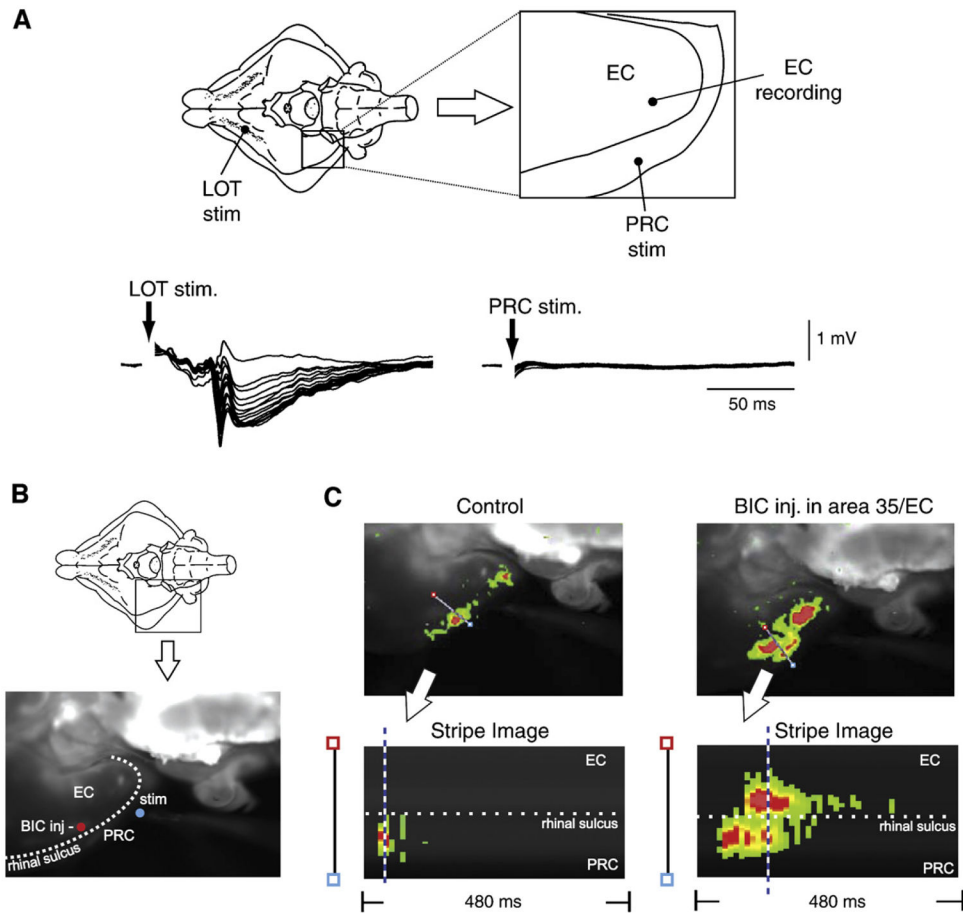 A
EC
EC
recording
LOT
stim
PRC
stim
LOT stim.
PRC stim.
1 mV
50 ms
B
EC
stim
BIC inj
PRC
rhinal sulcus
C
Control
BIC inj. in area 35/EC
Stripe Image
Stripe Image
EC
EC
rhinal sulcus
rhinal sulcus
PRC
PRC
480 ms
480 ms